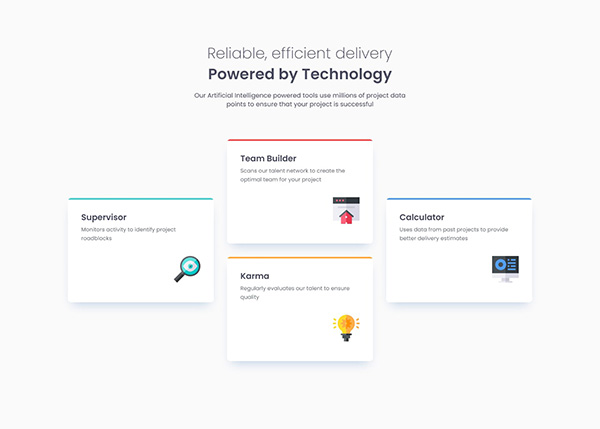 Reliable, efficient delivery
Powered by Technology
Our Artificial Intelligence powered tools use millions of project data
points to ensure that your project is successful
Supervisor
Monitors activity to identify project
roadblocks
Team Builder
Scans our talent network to create the
optimal team for your project
Karma
Regularly evaluates our talent to ensure
quality
Calculator
Uses data from past projects to provide
better delivery estimates